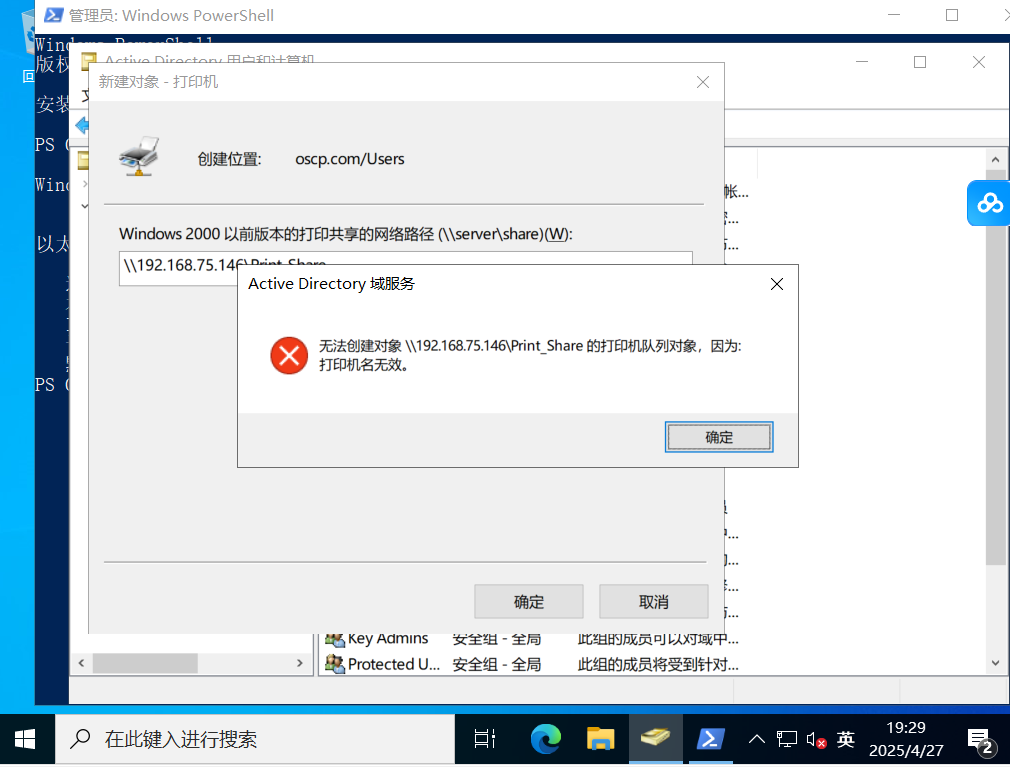 管理员: Windows PowerShell
Windows PowerShell
版权
Active Directory 用户和计算机
新建对象 - 打印机
安装
PS
创建位置: oscp.com/Users
帐...
Windows 2000 以前版本的打印共享的网络路径 (\\server\share)(W):
以太
\\192.168.75.146\Print_Share
Active Directory 域服务
无法创建对象 \\192.168.75.146\Print_Share 的打印机队列对象，因为:
打印机名无效。
PS
确定
确定 取消
Key Admins 安全组 - 全局 此组的成员可以对域中...
Protected U... 安全组 - 全局 此组的成员将受到针对...
在此键入进行搜索
英
19:29
2025/4/27
2